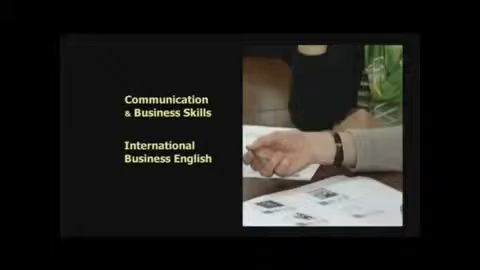 Communication
& Business Skills
International
Business English